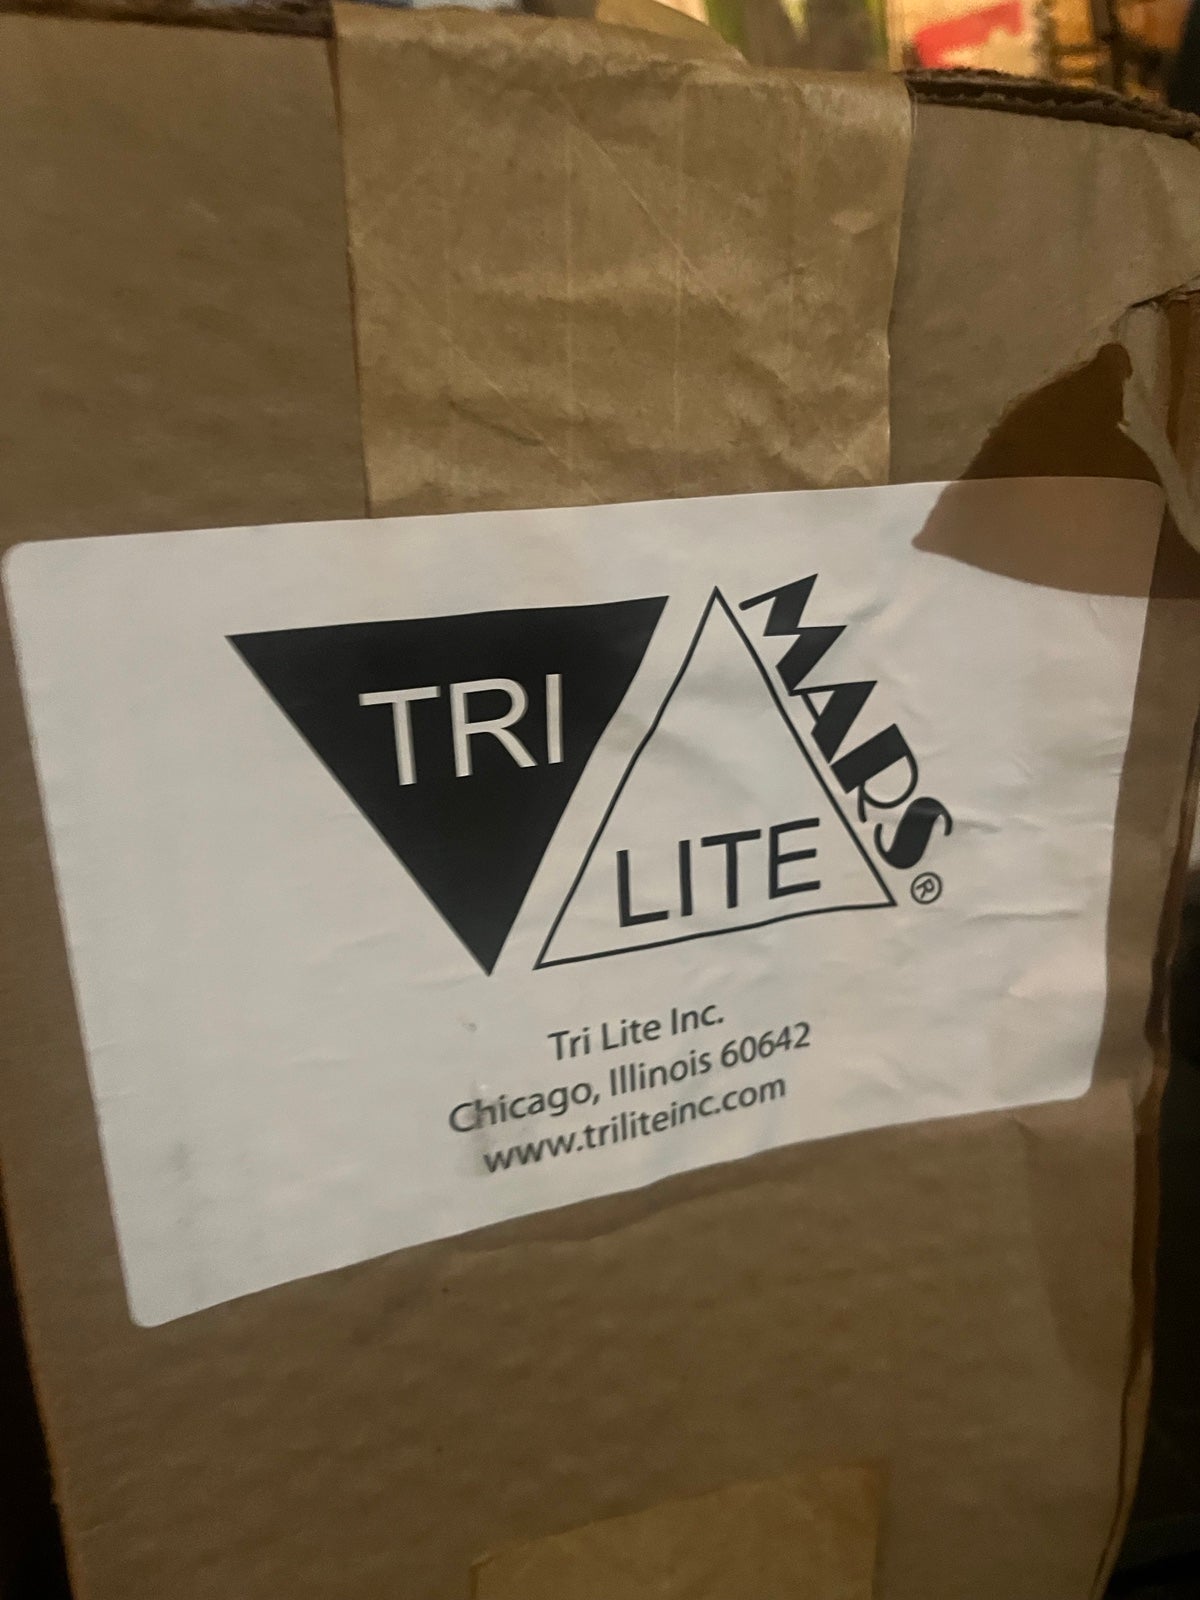 TRI
LITE
MARS®
Tri Lite Inc.
Chicago, Illinois 60642
www.triliteinc.com